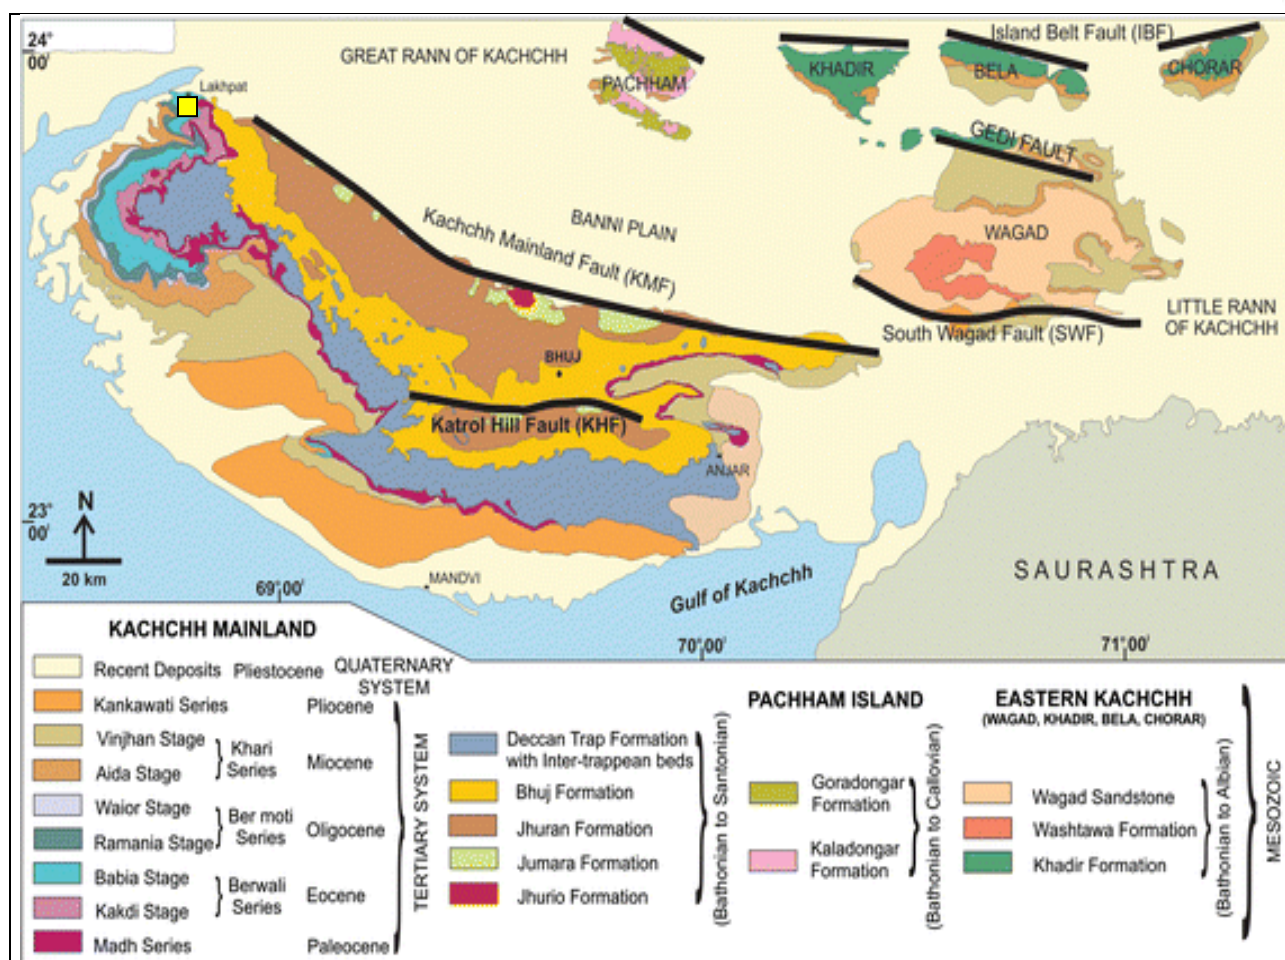 24°
00'
GREAT RANN OF KACHCHH
Lakhpat
PACHHAM
KHADIR
Island Belt Fault (IBF)
BELA
CHORAR
GEDI FAULT
Kachchh Mainland Fault (KMF)
BANNI PLAIN
WAGAD
LITTLE RANN
OF KACHCHH
South Wagad Fault (SWF)
BHUJ
Katrol Hill Fault (KHF)
ANJAR
N
23°
00'
20 km
69°00'
MANDVI
Gulf of Kachchh
SAURASHTRA
70°00'
71°00'
KACHCHH MAINLAND
Recent Deposits Pliestocene QUATERNARY
SYSTEM
Kankawati Series Pliocene
Vinjhan Stage
Aida Stage
Khari
Series
Miocene
Waior Stage
Ramania Stage
Ber moti
Series
Oligocene
Babia Stage
Kakdi Stage
Berwali
Series
Eocene
Madh Series Paleocene
TERTIARY SYSTEM
Deccan Trap Formation
with Inter-trappean beds
Bhuj Formation
Jhuran Formation
Jumara Formation
Jhurio Formation
(Bathonian to Santonian)
PACHHAM ISLAND
Goradongar
Formation
Kaladongar
Formation
(Bathonian to Callovian)
EASTERN KACHCHH
(WAGAD, KHADIR, BELA, CHORAR)
Wagad Sandstone
Washtawa Formation
Khadir Formation
(Bathonian to Albian)
MESOZOIC